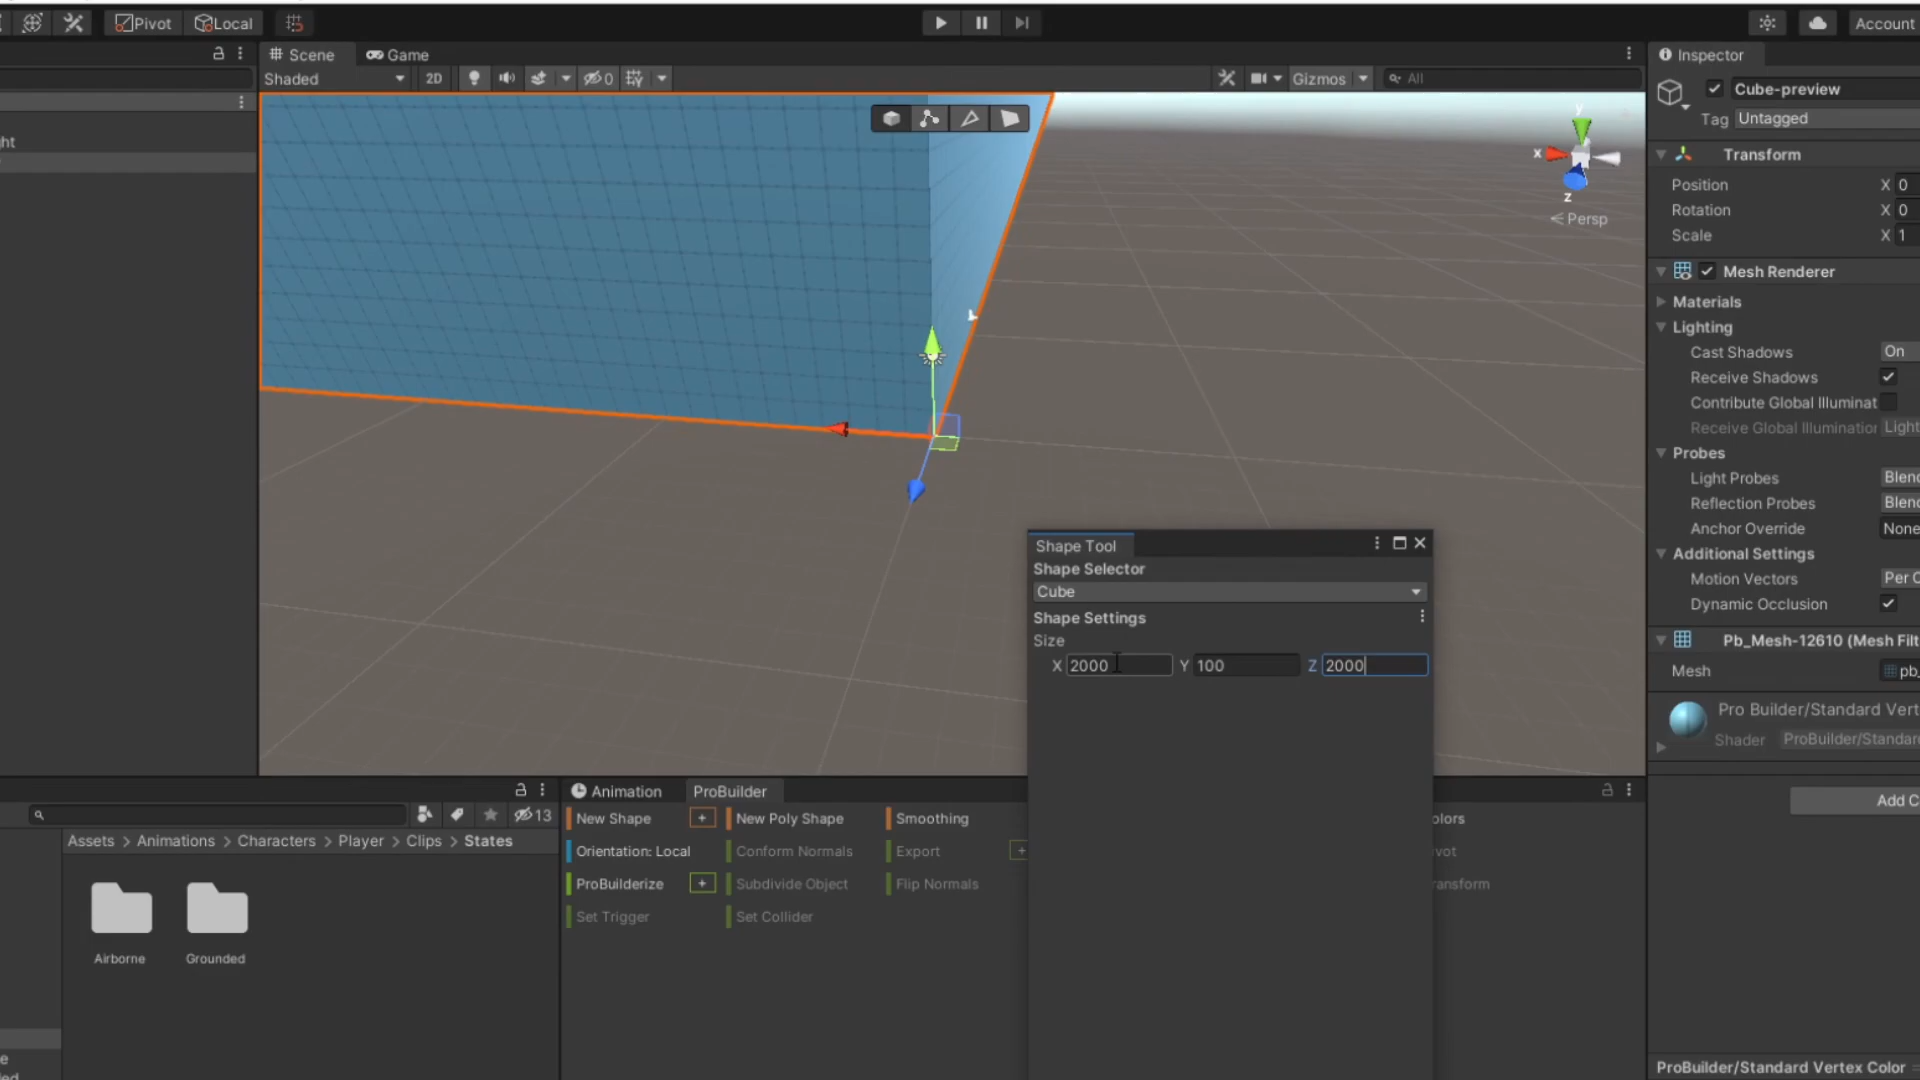 Pivot Local Account
Scene Game Inspector
Shaded 2D 0 Gizmos All
Cube-preview
Tag Untagged
y
x
z
Persp
ht
Transform
Position X 0
Rotation X 0
Scale X 1
Mesh Renderer
Materials
Lighting
Cast Shadows On
Receive Shadows
Contribute Global Illuminat
Receive Global Illumination Light
Probes
Light Probes Blend
Reflection Probes Blend
Anchor Override None
Additional Settings
Motion Vectors Per O
Dynamic Occlusion
Pb_Mesh-12610 (Mesh Filt
Mesh pb_
Pro Builder/Standard Vert
Shader ProBuilder/Standard
Add C
ProBuilder/Standard Vertex Color
Shape Tool
Shape Selector
Cube
Shape Settings
Size
X 2000 Y 100 Z 2000
Animation ProBuilder
13
New Shape + New Poly Shape Smoothing olors
Orientation: Local Conform Normals Export + ivot
ProBuilderize + Subdivide Object Flip Normals ransform
Set Trigger Set Collider
Assets > Animations > Characters > Player > Clips > States
Airborne Grounded
e